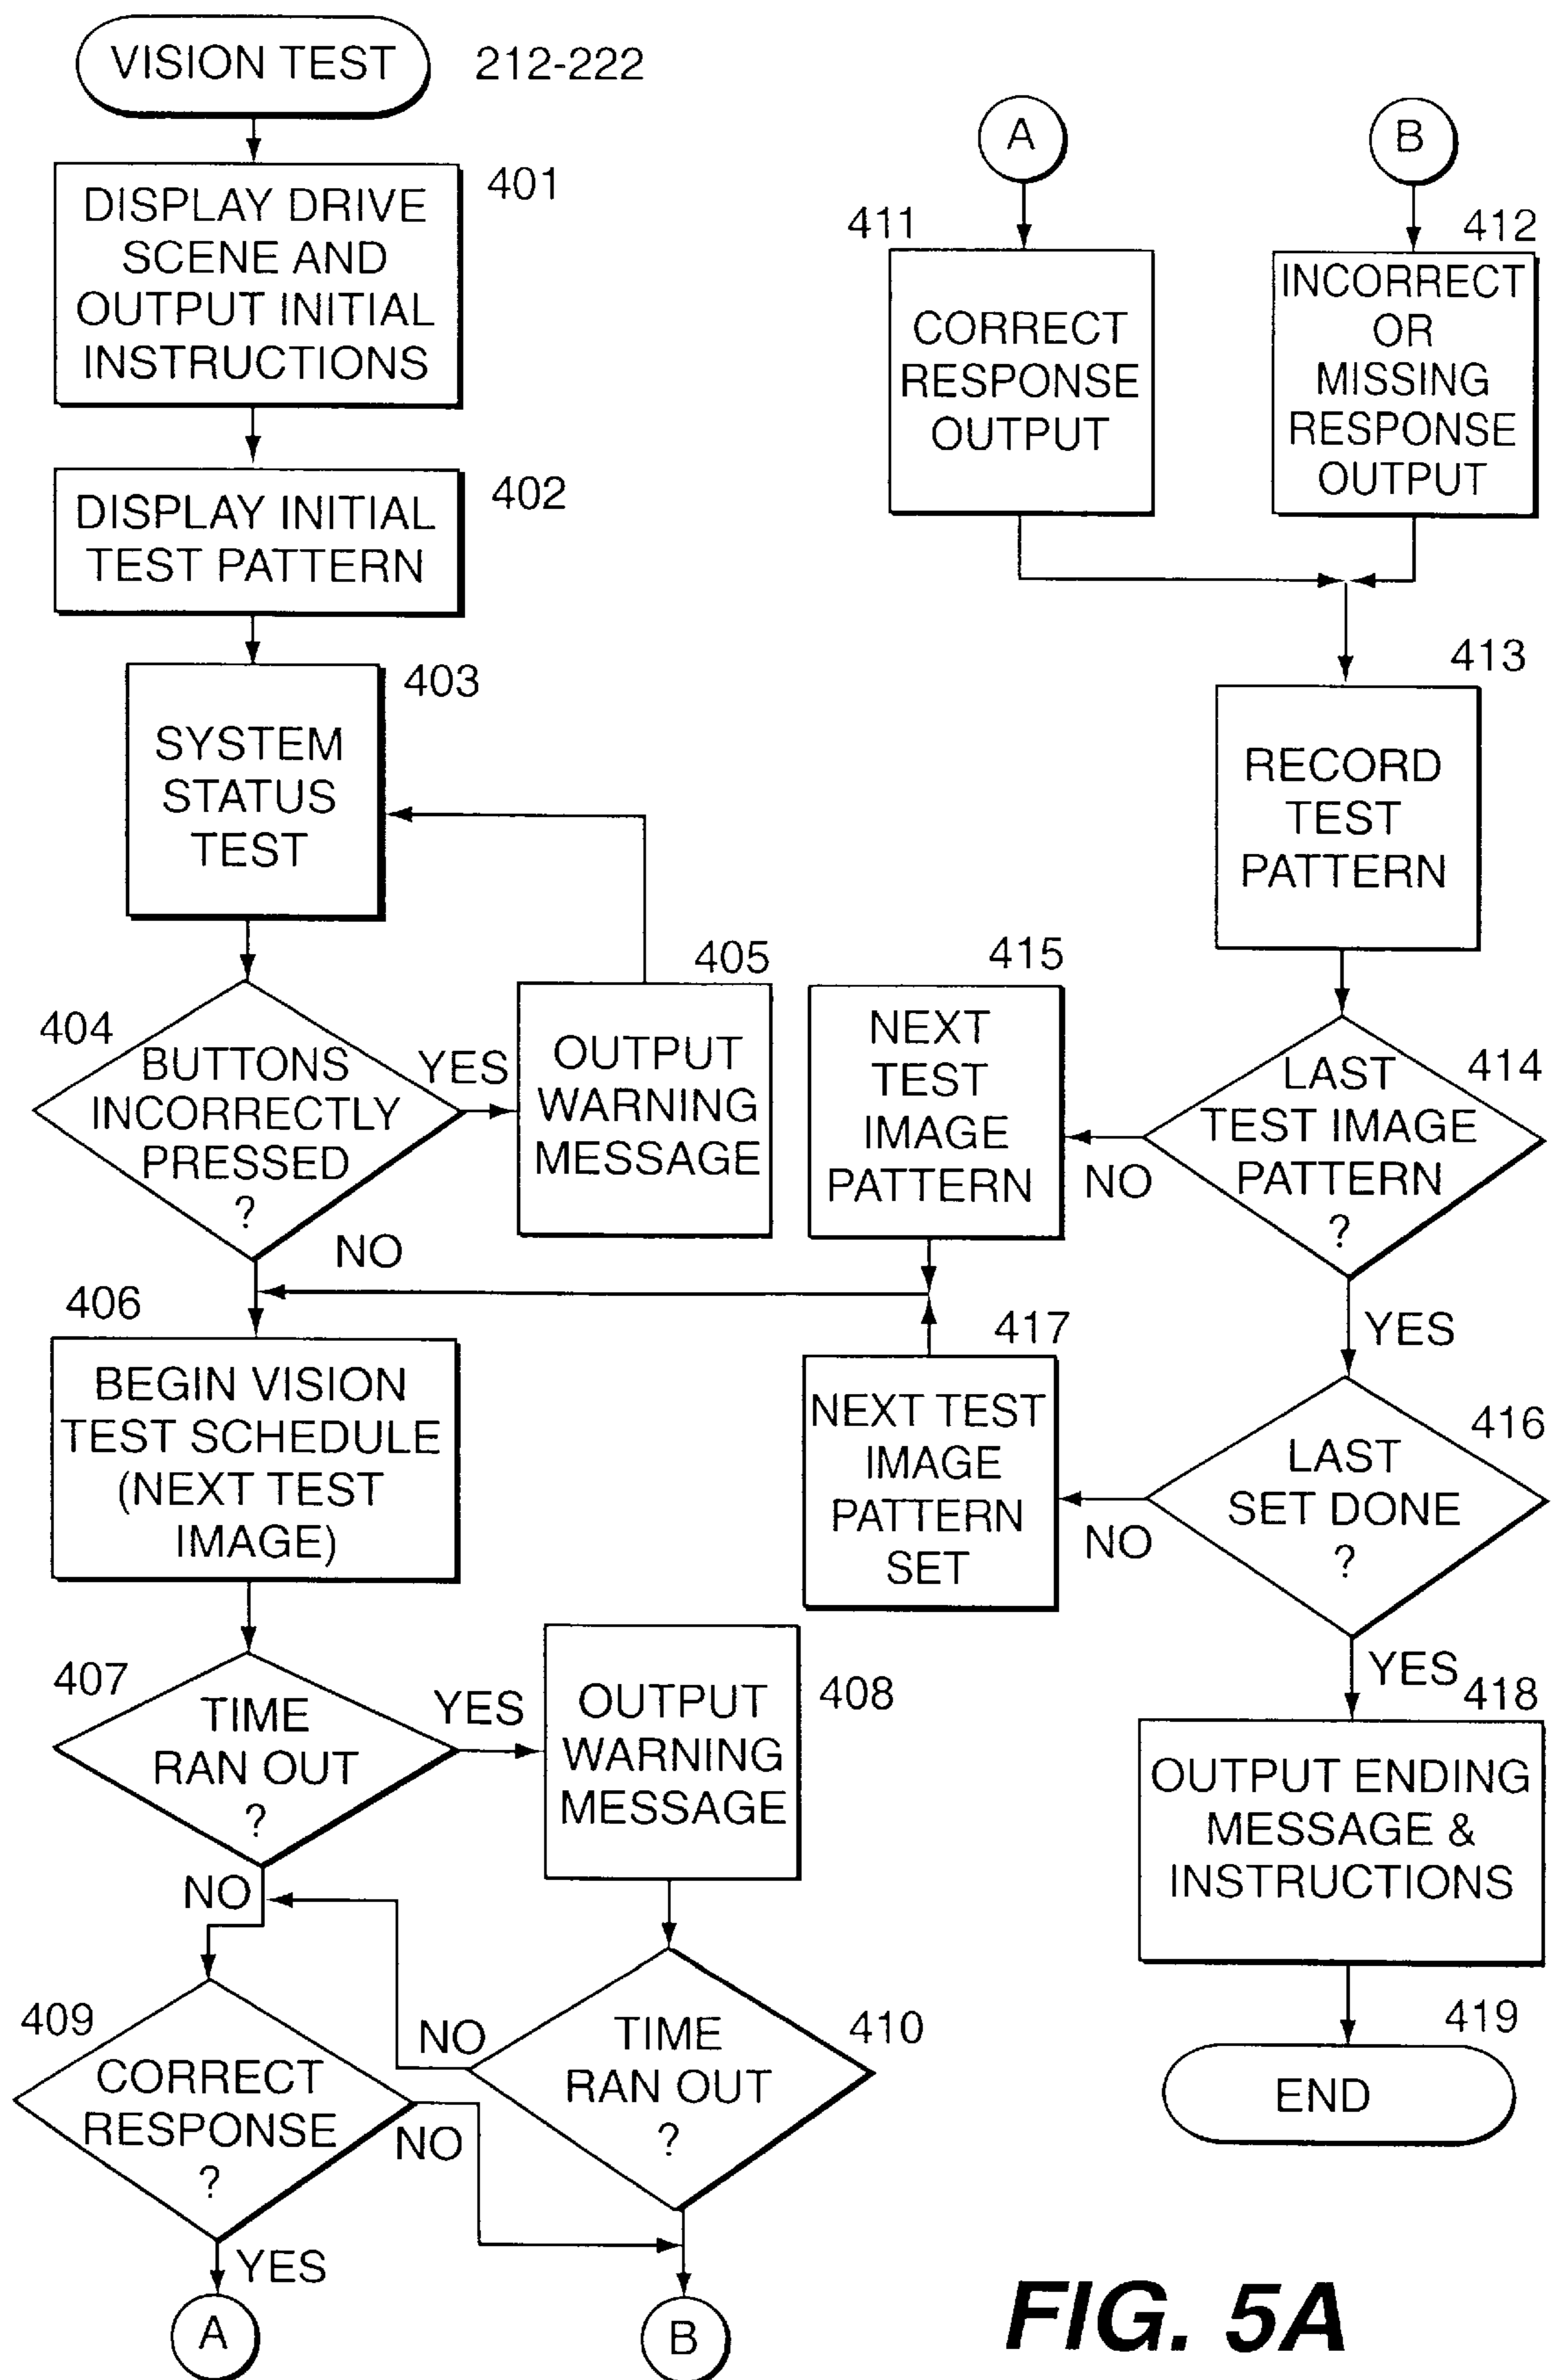 VISION TEST
212-222
401
DISPLAY DRIVE
SCENE AND
OUTPUT INITIAL
INSTRUCTIONS
402
DISPLAY INITIAL
TEST PATTERN
403
SYSTEM
STATUS
TEST
404
BUTTONS
INCORRECTLY
PRESSED
?
YES
405
OUTPUT
WARNING
MESSAGE
NO
406
BEGIN VISION
TEST SCHEDULE
(NEXT TEST
IMAGE)
407
TIME
RAN OUT
?
YES
408
OUTPUT
WARNING
MESSAGE
NO
409
CORRECT
RESPONSE
?
NO
410
TIME
RAN OUT
?
NO
YES
A
B
A
B
411
CORRECT
RESPONSE
OUTPUT
412
INCORRECT
OR
MISSING
RESPONSE
OUTPUT
413
RECORD
TEST
PATTERN
414
LAST
TEST IMAGE
PATTERN
?
NO
415
NEXT
TEST
IMAGE
PATTERN
YES
416
LAST
SET DONE
?
NO
417
NEXT TEST
IMAGE
PATTERN
SET
YES
418
OUTPUT ENDING
MESSAGE &
INSTRUCTIONS
419
END
FIG. 5A